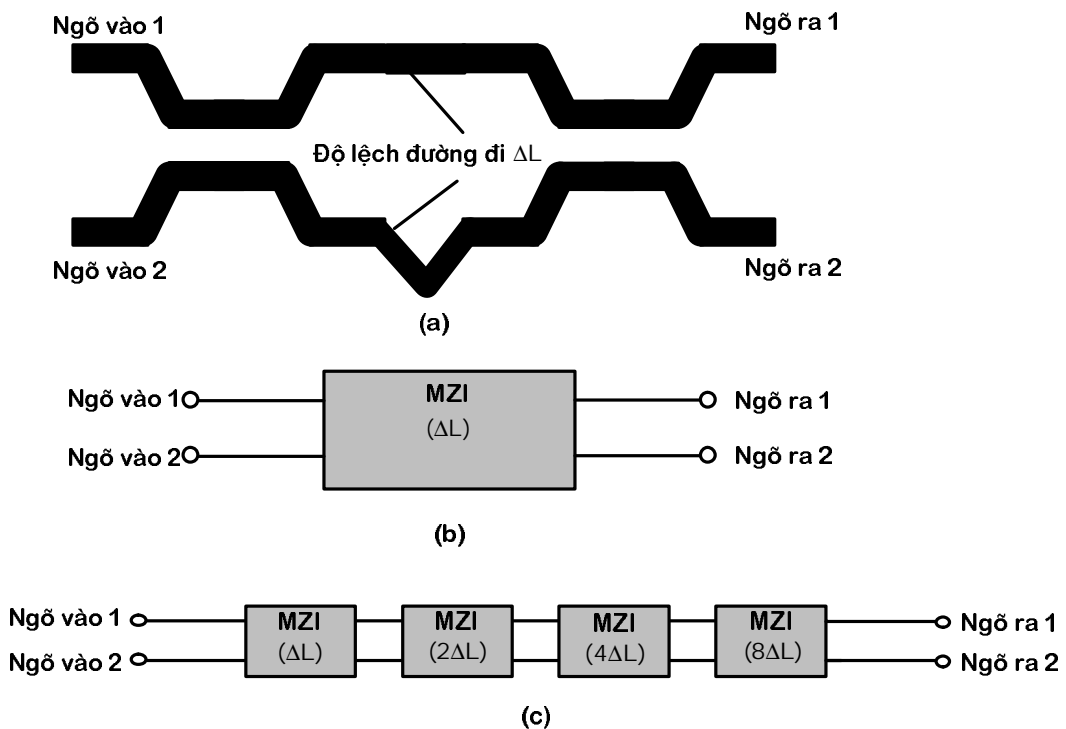 Ngõ vào 1
Ngõ ra 1
Độ lệch đường đi ΔL
Ngõ vào 2
Ngõ ra 2
(a)
MZI
(ΔL)
Ngõ vào 1
Ngõ ra 1
Ngõ vào 2
Ngõ ra 2
(b)
Ngõ vào 1
MZI
(ΔL)
MZI
(2ΔL)
MZI
(4ΔL)
MZI
(8ΔL)
Ngõ ra 1
Ngõ vào 2
Ngõ ra 2
(c)